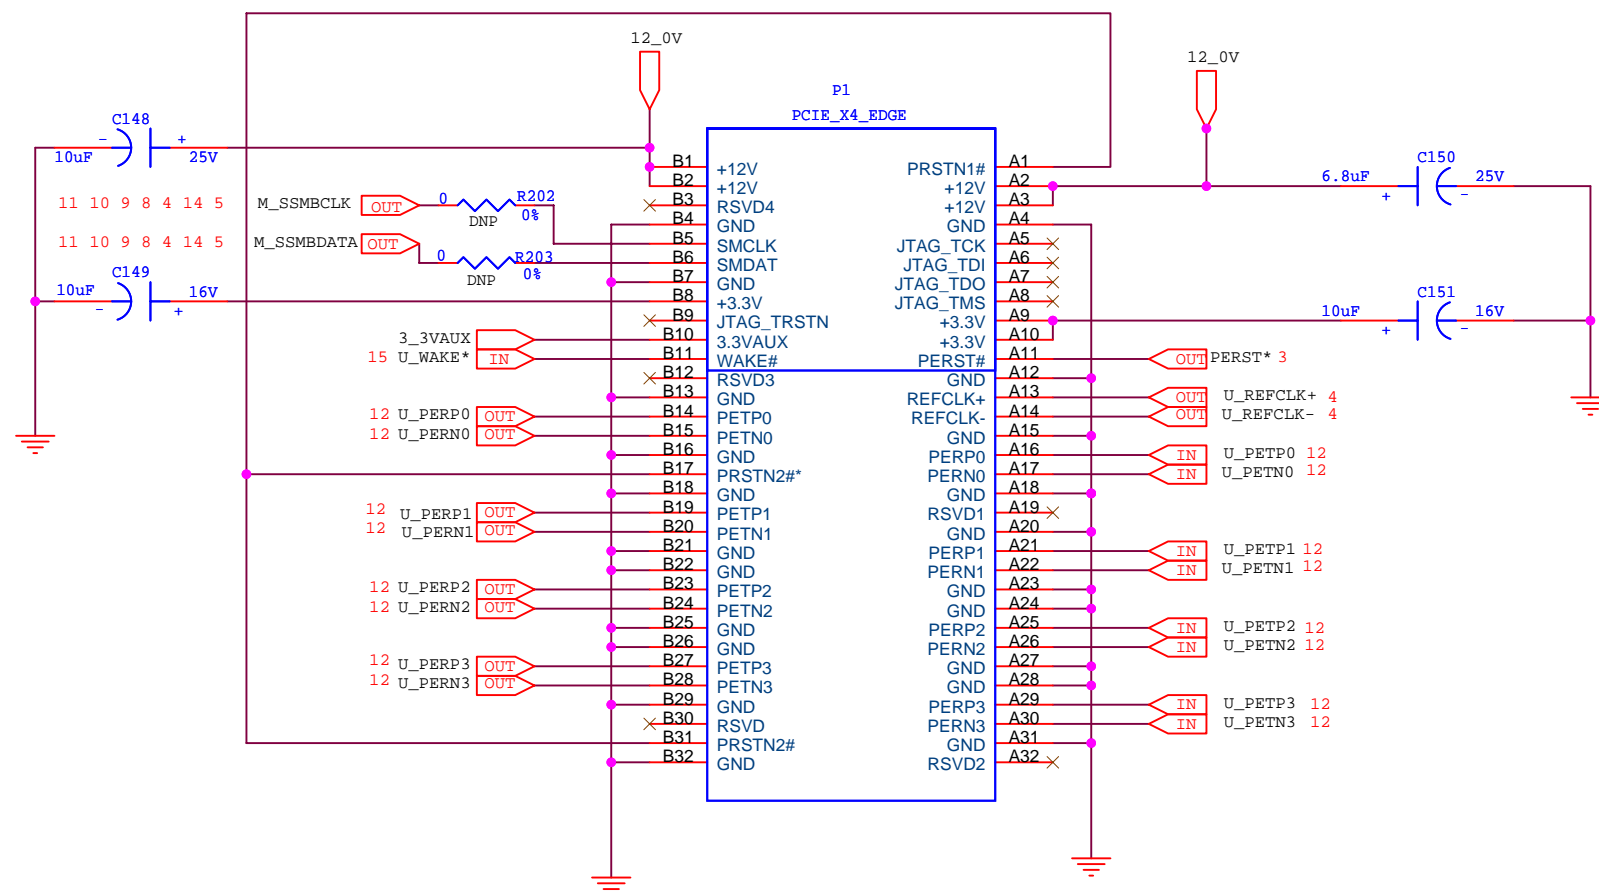 12_0V
12_0V
P1
PCIE_X4_EDGE
C148
- +
10uF 25V
11 10 9 8 4 14 5 M_SSMBCLK OUT 0 R202
DNP 0%
11 10 9 8 4 14 5 M_SSMBDATA OUT 0 R203
DNP 0%
C149
10uF 16V
- +
3_3VAUX
15 U_WAKE* IN
12 U_PERP0 OUT
12 U_PERN0 OUT
12 U_PERP1 OUT
12 U_PERN1 OUT
12 U_PERP2 OUT
12 U_PERN2 OUT
12 U_PERP3 OUT
12 U_PERN3 OUT
B1 +12V
B2 +12V
B3 RSVD4
B4 GND
B5 SMCLK
B6 SMDAT
B7 GND
B8 +3.3V
B9 JTAG_TRSTN
B10 3.3VAUX
B11 WAKE#
B12 RSVD3
B13 GND
B14 PETP0
B15 PETN0
B16 GND
B17 PRSTN2#*
B18 GND
B19 PETP1
B20 PETN1
B21 GND
B22 GND
B23 PETP2
B24 PETN2
B25 GND
B26 GND
B27 PETP3
B28 PETN3
B29 GND
B30 RSVD
B31 PRSTN2#
B32 GND
PRSTN1# A1
+12V A2
+12V A3
GND A4
JTAG_TCK A5
JTAG_TDI A6
JTAG_TDO A7
JTAG_TMS A8
+3.3V A9
+3.3V A10
PERST# A11
GND A12
REFCLK+ A13
REFCLK- A14
GND A15
PERP0 A16
PERN0 A17
GND A18
RSVD1 A19
GND A20
PERP1 A21
PERN1 A22
GND A23
GND A24
PERP2 A25
PERN2 A26
GND A27
GND A28
PERP3 A29
PERN3 A30
GND A31
RSVD2 A32
C150
6.8uF 25V
+ -
C151
10uF 16V
+ -
OUT PERST* 3
OUT U_REFCLK+ 4
OUT U_REFCLK- 4
IN U_PETP0 12
IN U_PETN0 12
IN U_PETP1 12
IN U_PETN1 12
IN U_PETP2 12
IN U_PETN2 12
IN U_PETP3 12
IN U_PETN3 12